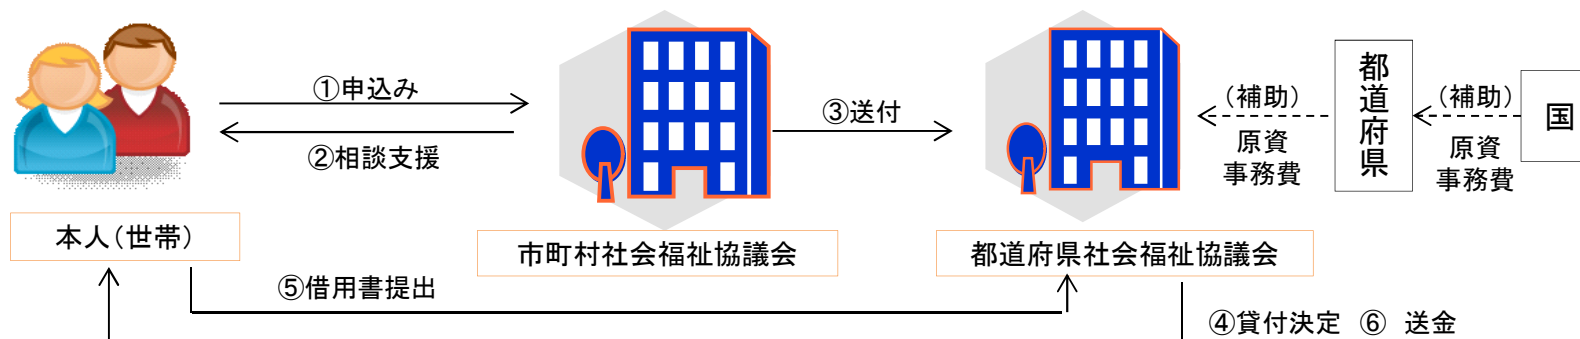 ①申込み
②相談支援
本人(世帯)
市町村社会福祉協議会
③送付
都道府県社会福祉協議会
(補助)
原資
事務費
都道府県
(補助)
原資
事務費
国
⑤借用書提出
④貸付決定 ⑥ 送金